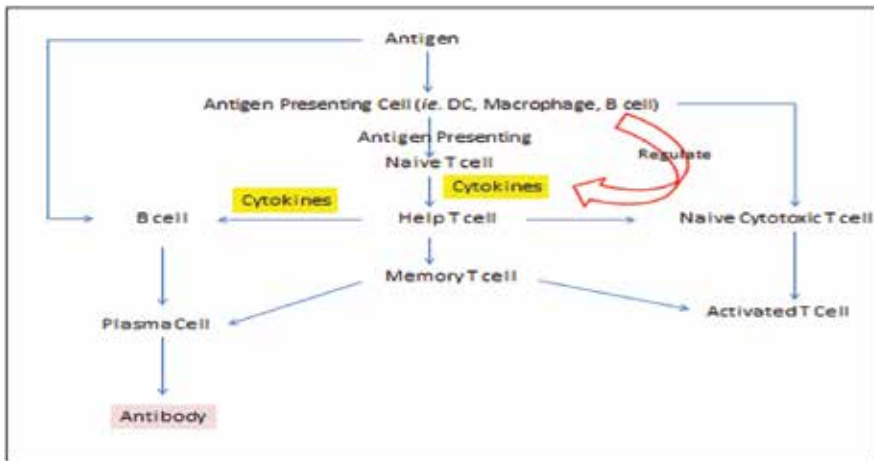 Antigen
Antigen Presenting Cell (ie. DC, Macrophage, B cell)
Antigen Presenting
Regulate
Naive T cell
Cytokines
Cytokines
B cell
Help T cell
Naive Cytotoxic T cell
Memory T cell
Plasma Cell
Activated T Cell
Antibody